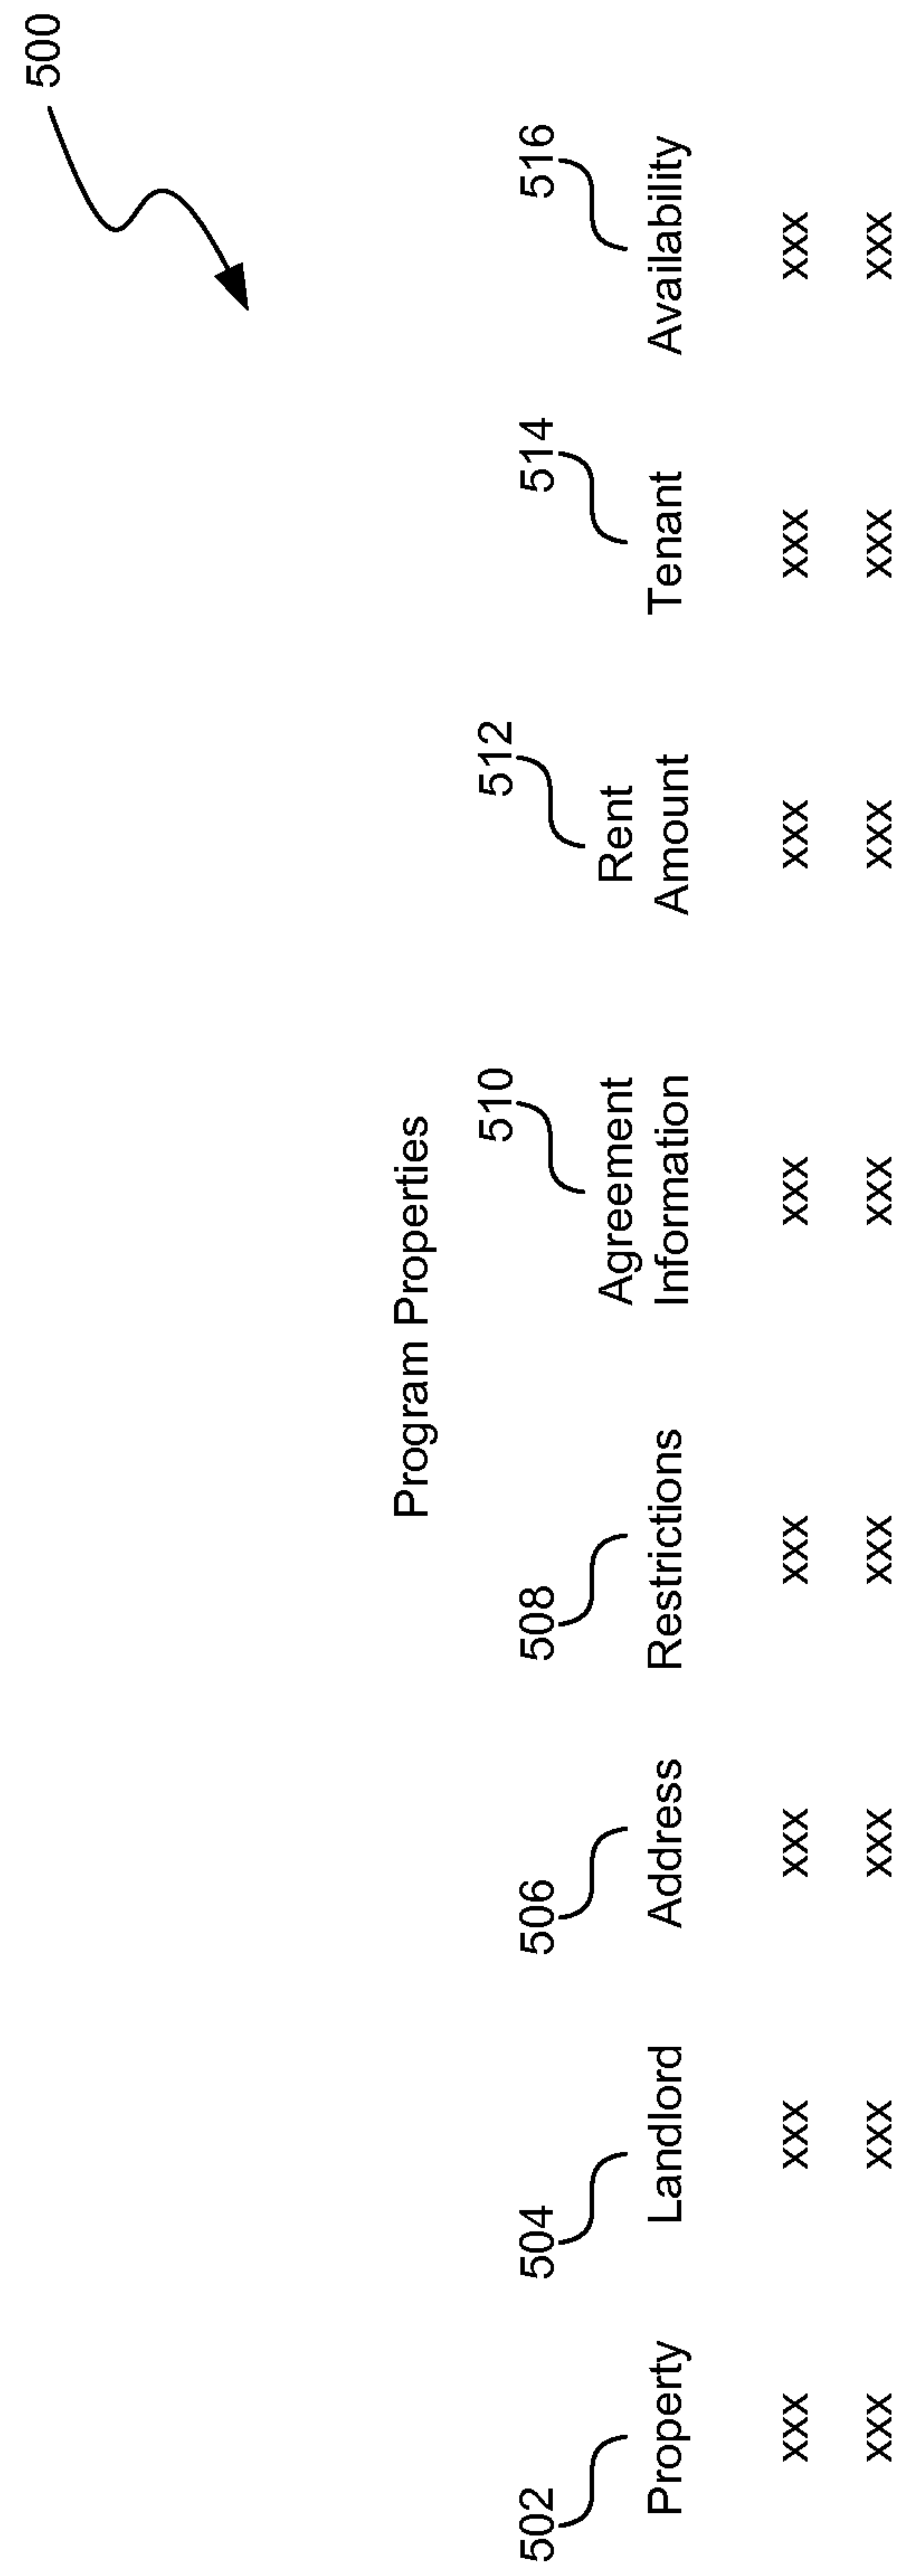 500
Program Properties
502 504 506 508 510 512 514 516
Property Landlord Address Restrictions Agreement Information Rent Amount Tenant Availability
xxx xxx xxx xxx xxx xxx xxx xxx
xxx xxx xxx xxx xxx xxx xxx xxx